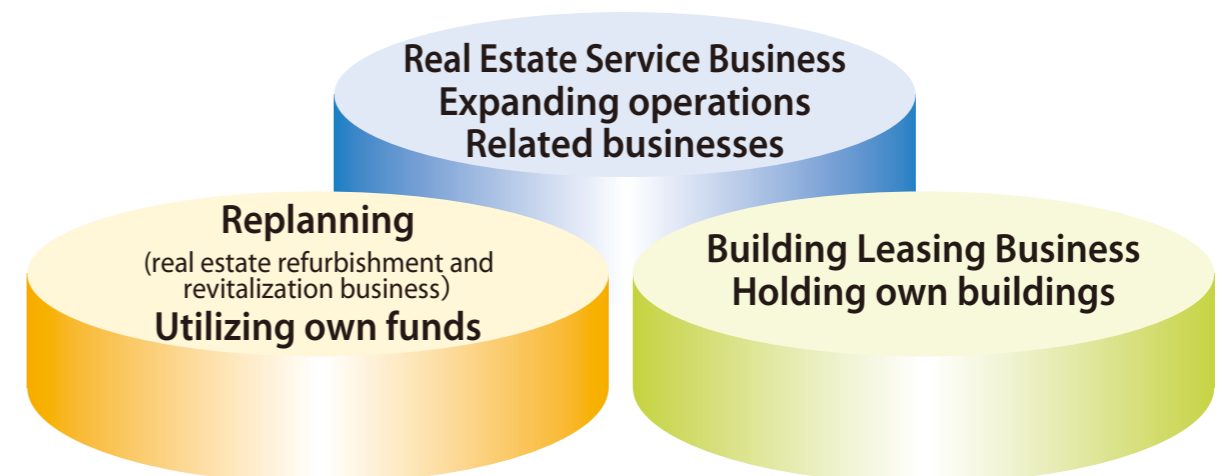 Real Estate Service Business
Expanding operations
Related businesses
Replanning
(real estate refurbishment and
revitalization business)
Utilizing own funds
Building Leasing Business
Holding own buildings